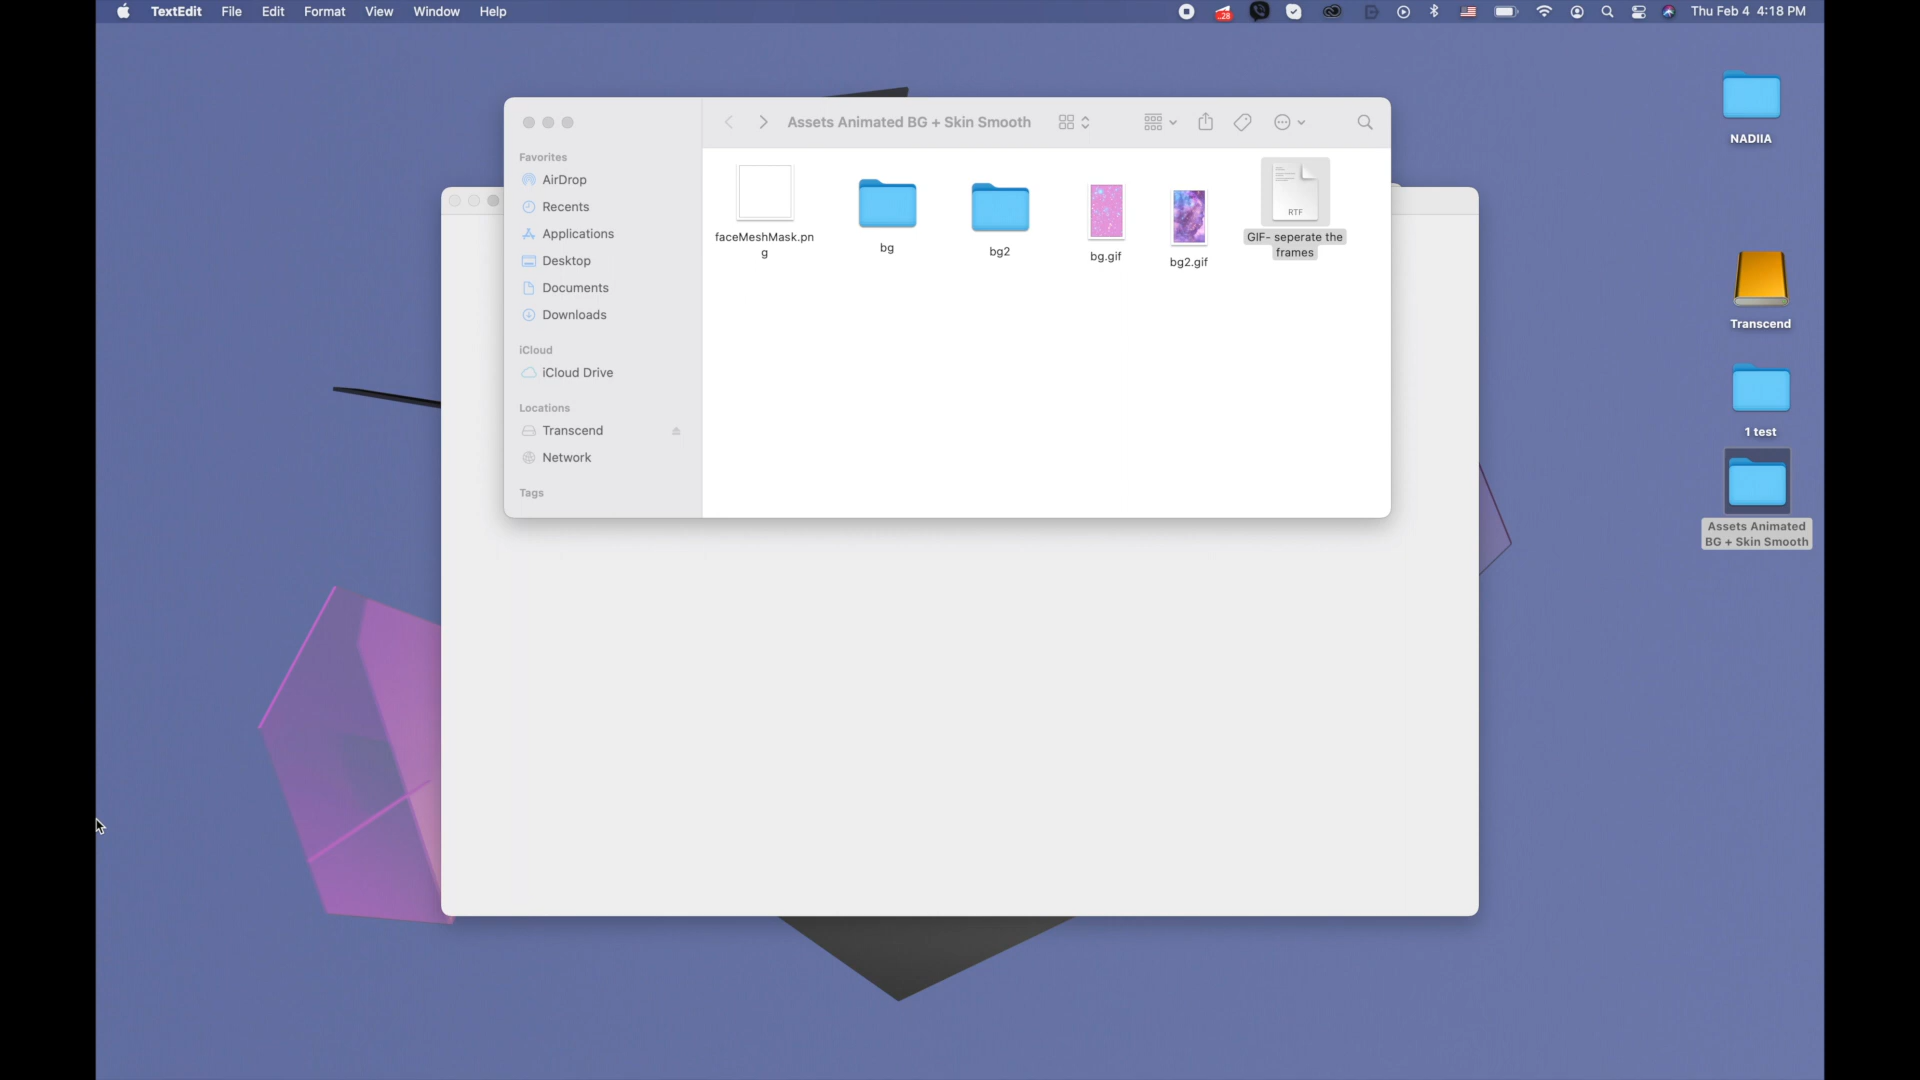 TextEdit File Edit Format View Window Help
..28
Thu Feb 4 4:18 PM
Assets Animated BG + Skin Smooth
Favorites
AirDrop
Recents
Applications
Desktop
Documents
Downloads
iCloud
iCloud Drive
Locations
Transcend
Network
Tags
faceMeshMask.pn
g
bg
bg2
bg.gif
bg2.gif
RTF
GIF- seperate the
frames
NADIIA
Transcend
1 test
Assets Animated
BG + Skin Smooth